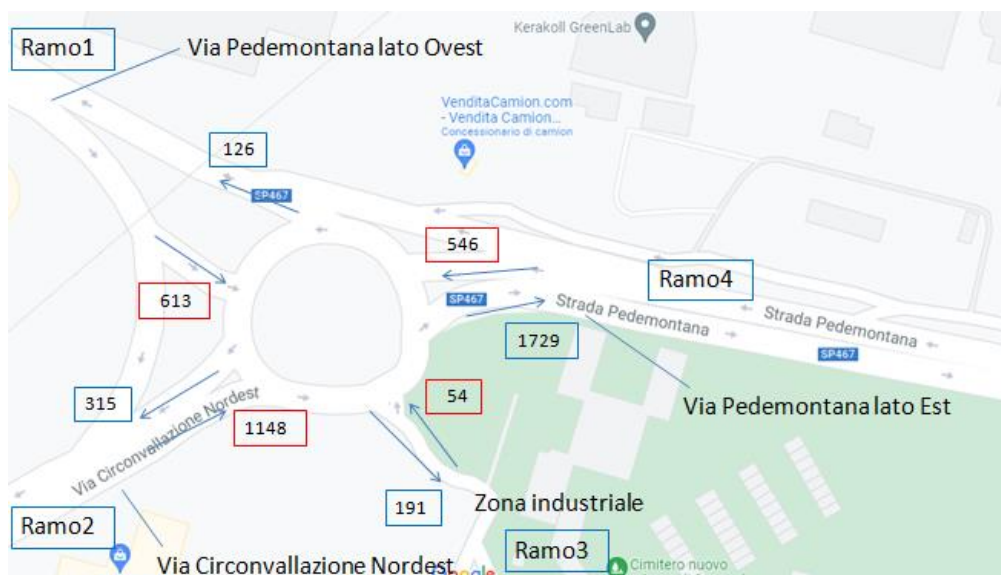 Kerakoll GreenLab
Ramo1
Via Pedemontana lato Ovest
VenditaCamion.com
- Vendita Camion...
Concessionario di camion
126
SP467
546
Ramo4
613
SP467
Strada Pedemontana
Strada Pedemontana
SP467
1729
315
54
Via Pedemontana lato Est
1148
Via Circonvallazione Nordest
191
Zona industriale
Ramo2
Ramo3
Via Circonvallazione Nordest
Cimitero nuovo